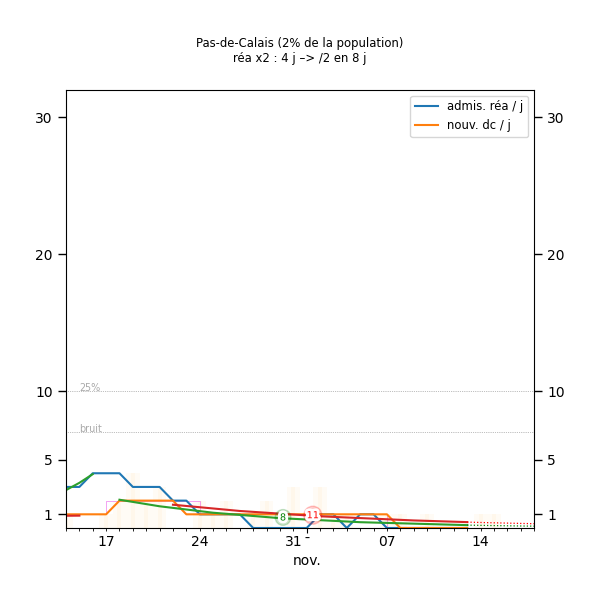 Pas-de-Calais (2% de la population)
réa x2 : 4 j –> /2 en 8 j
admis. réa / j
nouv. dc / j
30 30
20 20
25%
10 10
bruit
5 5
8 11
1 1
17 24 31 07 14
nov.